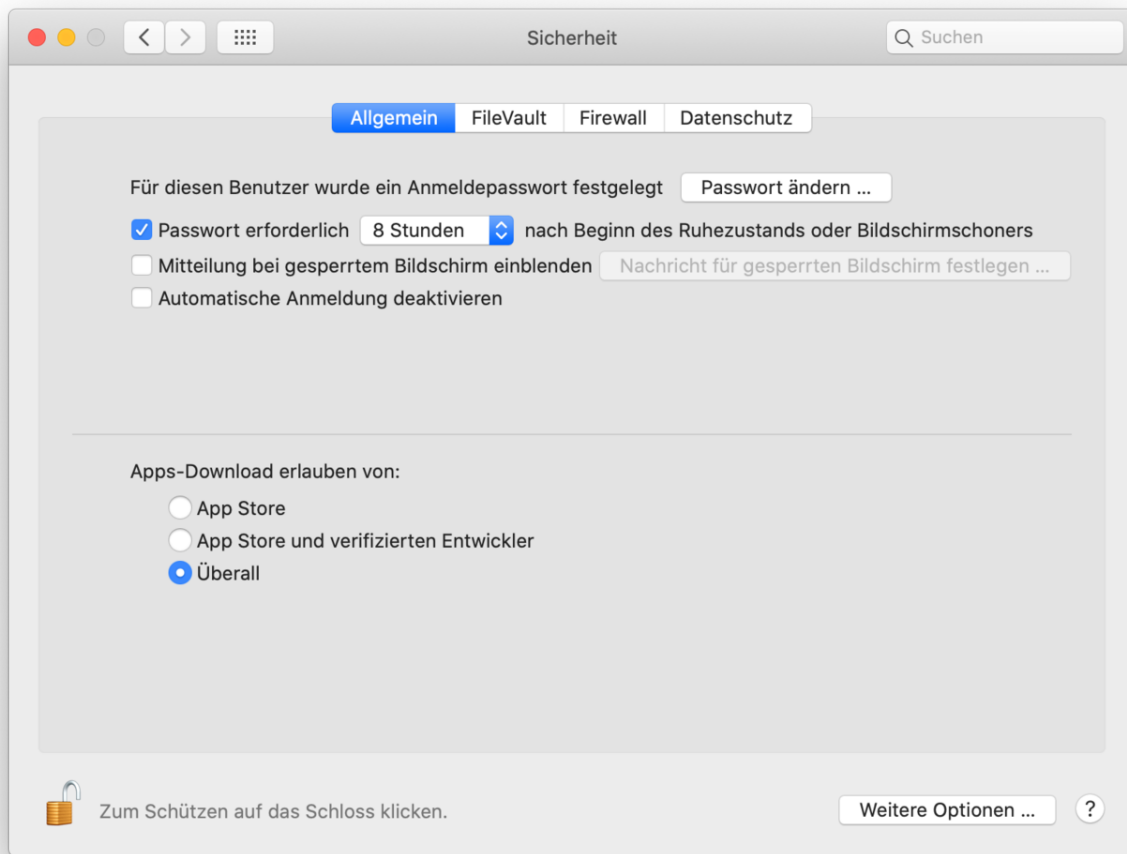 Sicherheit
Suchen
Allgemein FileVault Firewall Datenschutz
Für diesen Benutzer wurde ein Anmeldepasswort festgelegt Passwort ändern ...
Passwort erforderlich 8 Stunden nach Beginn des Ruhezustands oder Bildschirmschoners
Mitteilung bei gesperrtem Bildschirm einblenden Nachricht für gesperrten Bildschirm festlegen ...
Automatische Anmeldung deaktivieren
Apps-Download erlauben von:
App Store
App Store und verifizierten Entwickler
Überall
Zum Schützen auf das Schloss klicken.
Weitere Optionen ... ?